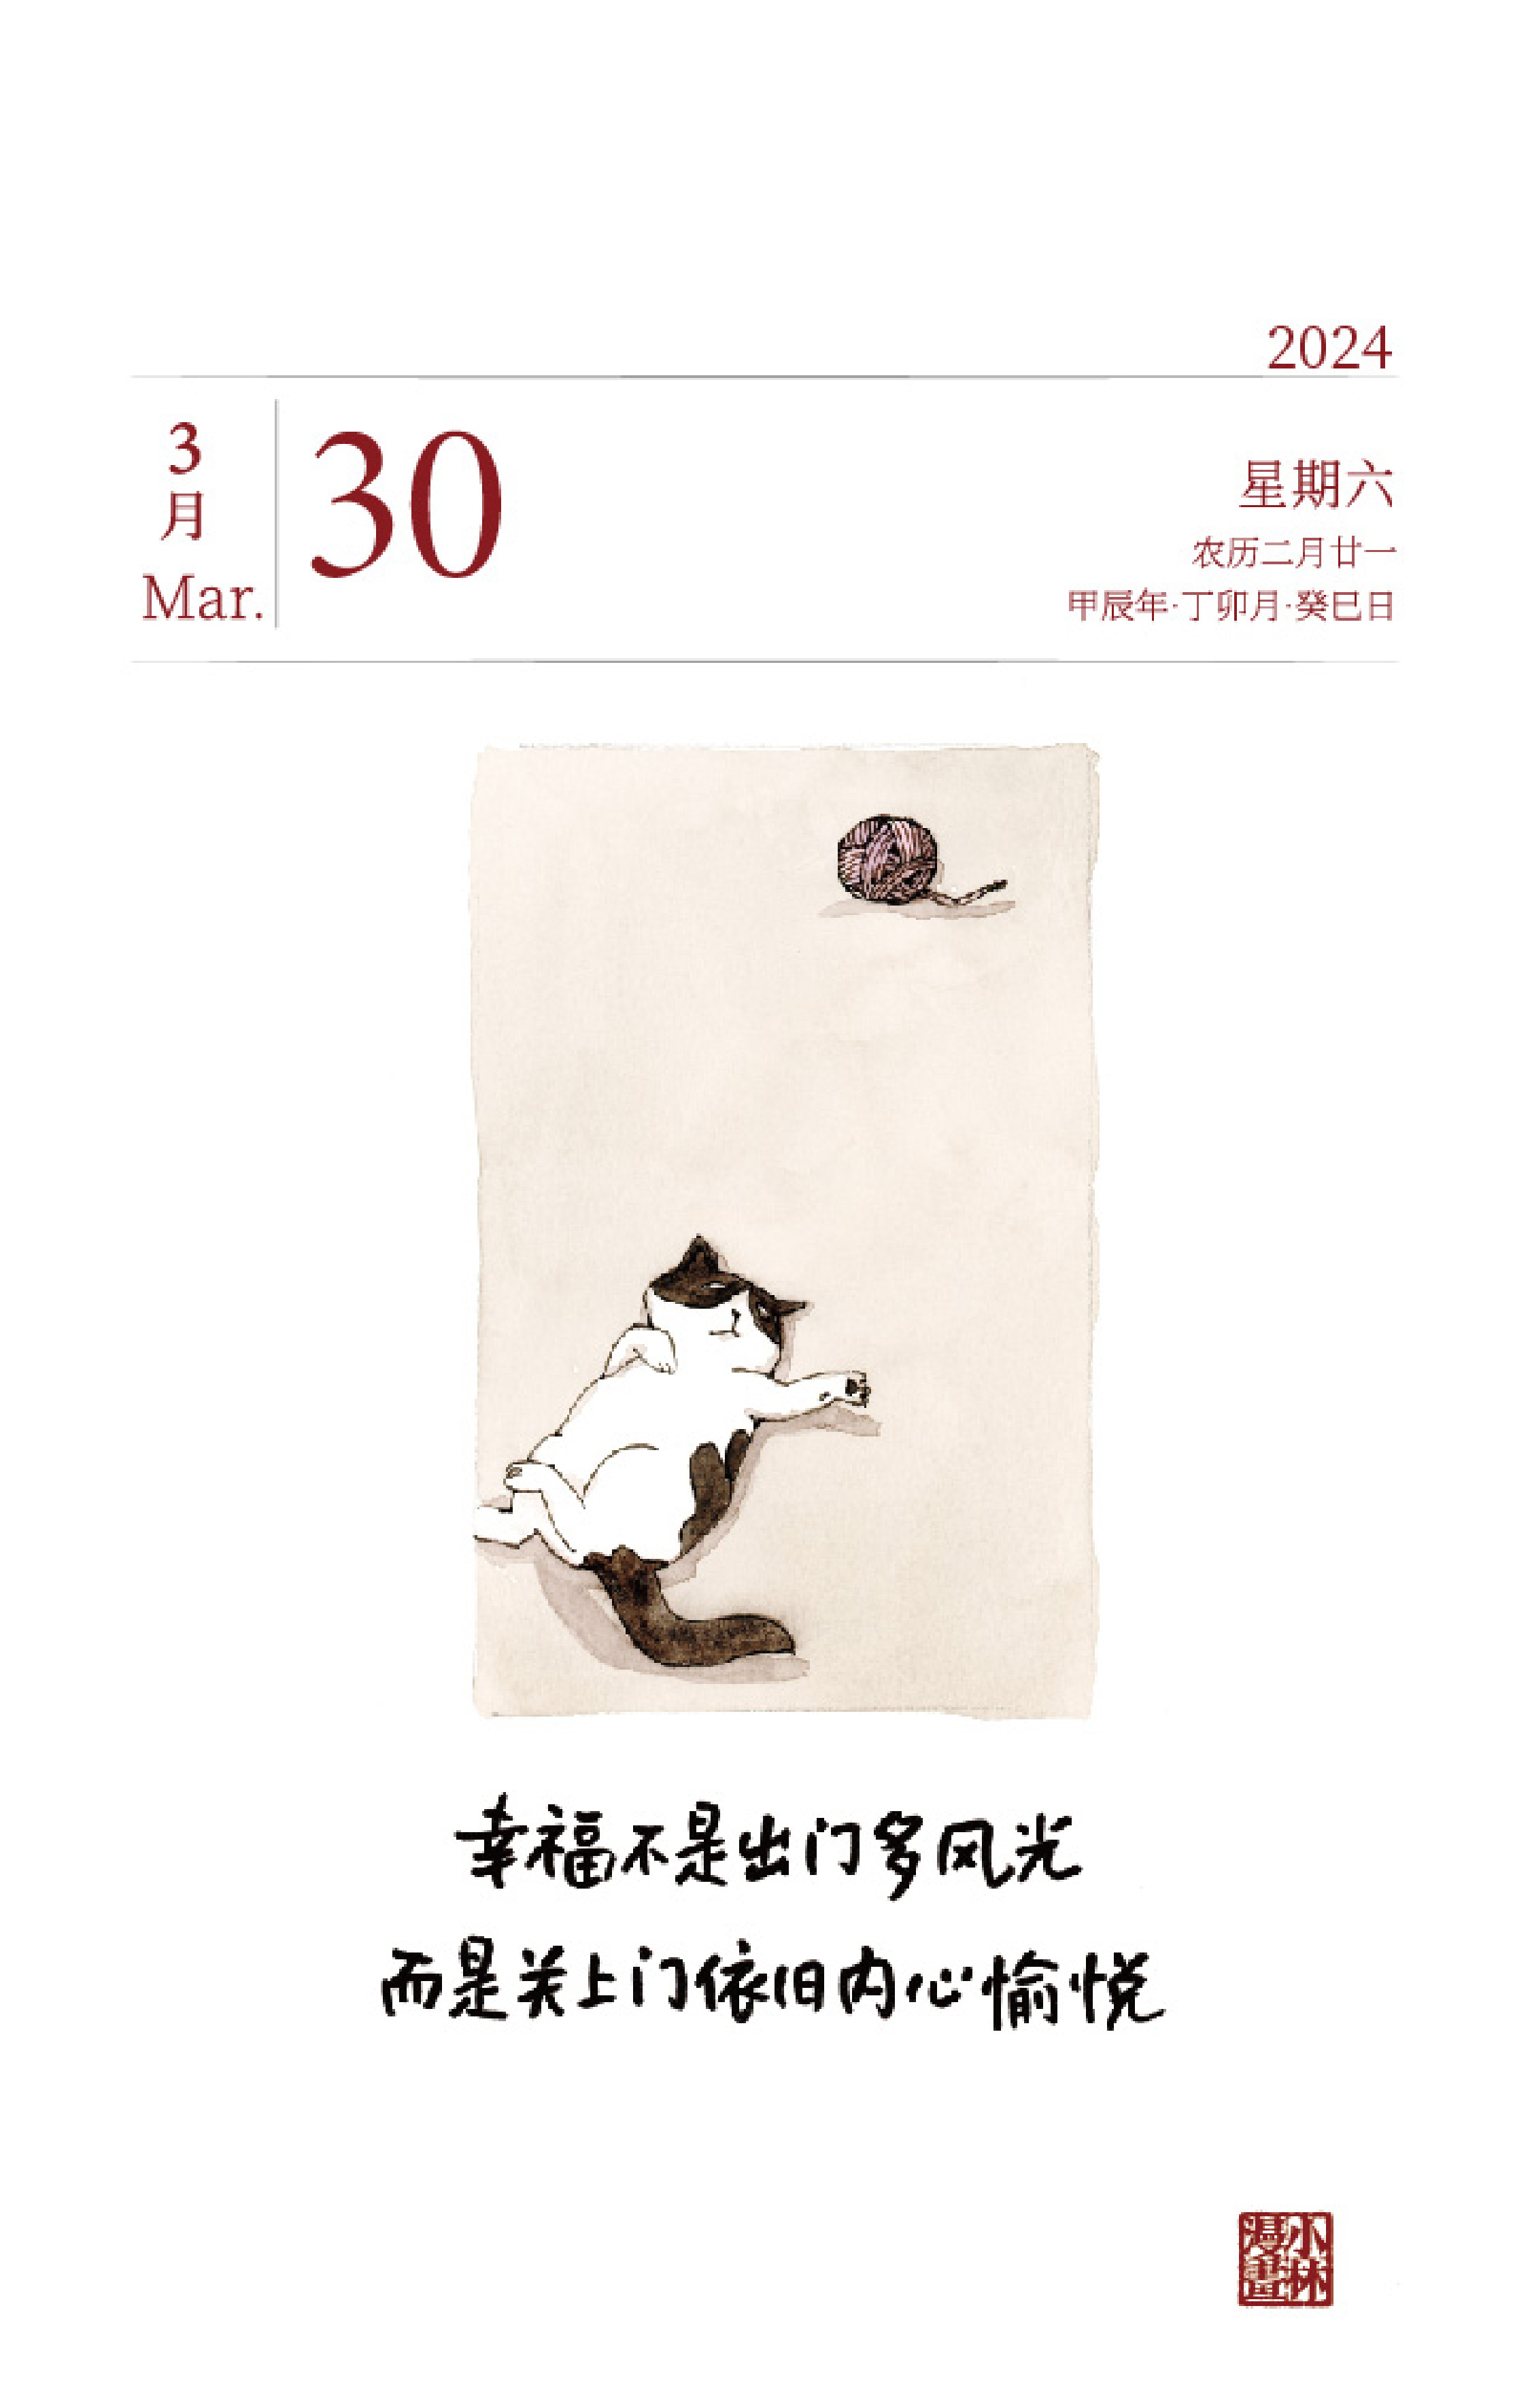 2024
3
月
Mar.
30
星期六
农历二月廿一
甲辰年·丁卯月·癸巳日
幸福不是出门多风光
而是关上门依旧内心愉悦
小林
漫畫